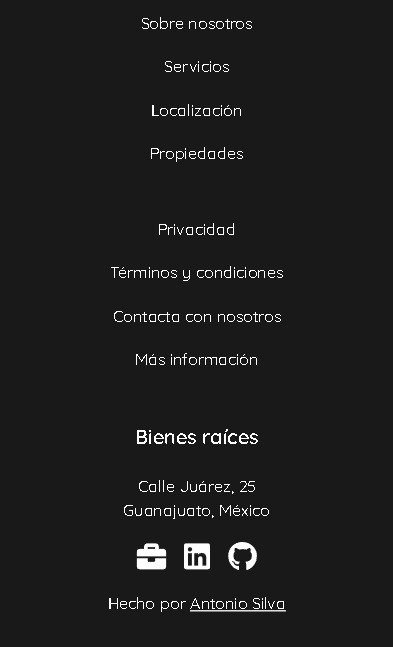 Sobre nosotros
Servicios
Localización
Propiedades
Privacidad
Términos y condiciones
Contacta con nosotros
Más información
Bienes raíces
Calle Juárez, 25
Guanajuato, México
in
Hecho por Antonio Silva